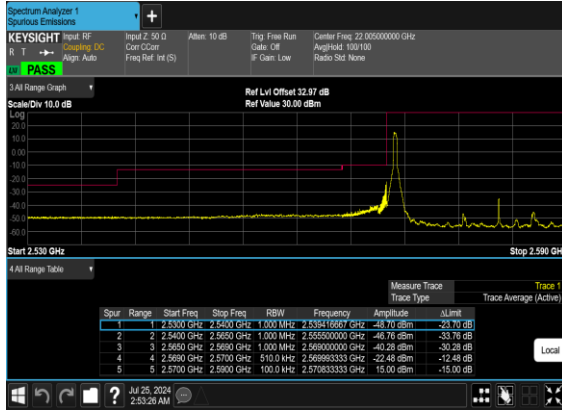 Spectrum Analyzer 1
Spurious Emissions
KEYSIGHT Input: RF Input Z: 50 Ω Atten: 10 dB Trig: Free Run Center Freq: 22.005000000 GHz
R T Coupling: DC Corr CCorr Gate: Off Avg|Hold: 100/100
Align: Auto Freq Ref: Int (S) IF Gain: Low Radio Std: None
PASS
3 All Range Graph
Ref Lvl Offset 32.97 dB
Scale/Div 10.0 dB Ref Value 30.00 dBm
Log
20.0
10.0
0.00
-10.0
-20.0
-30.0
-40.0
-50.0
-60.0
Start 2.530 GHz Stop 2.590 GH
4 All Range Table
Measure Trace Trace 1
Trace Type Trace Average (Active)
Spur Range Start Freq Stop Freq RBW Frequency Amplitude ΔLimit
1 1 2.5300 GHz 2.5400 GHz 1.000 MHz 2.539416667 GHz -48.70 dBm -23.70 dB
2 2 2.5400 GHz 2.5650 GHz 1.000 MHz 2.555500000 GHz -46.76 dBm -33.76 dB
3 3 2.5650 GHz 2.5690 GHz 1.000 MHz 2.569000000 GHz -40.28 dBm -30.28 dB
4 4 2.5690 GHz 2.5700 GHz 510.0 kHz 2.569993333 GHz -22.48 dBm -12.48 dB
5 5 2.5700 GHz 2.5900 GHz 100.0 kHz 2.570833333 GHz 15.00 dBm -15.00 dB
Local
Jul 25, 2024
2:53:26 AM